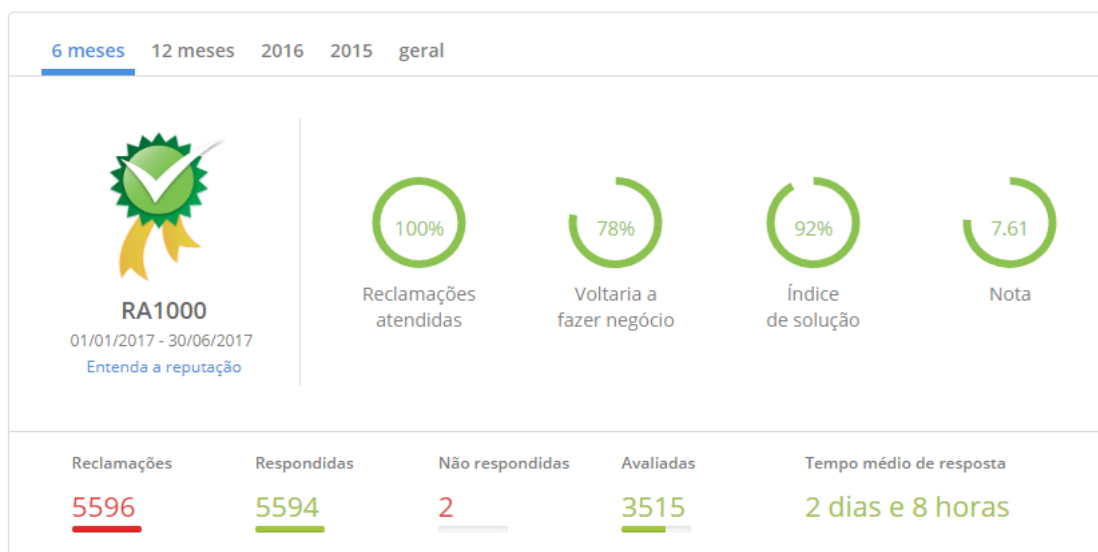 6 meses 12 meses 2016 2015 geral
100% 78% 92% 7.61
Reclamações atendidas
Voltaria a fazer negócio
Índice de solução
Nota
RA1000
01/01/2017 - 30/06/2017
Entenda a reputação
Reclamações Respondidas Não respondidas Avaliadas Tempo médio de resposta
5596 5594 2 3515 2 dias e 8 horas